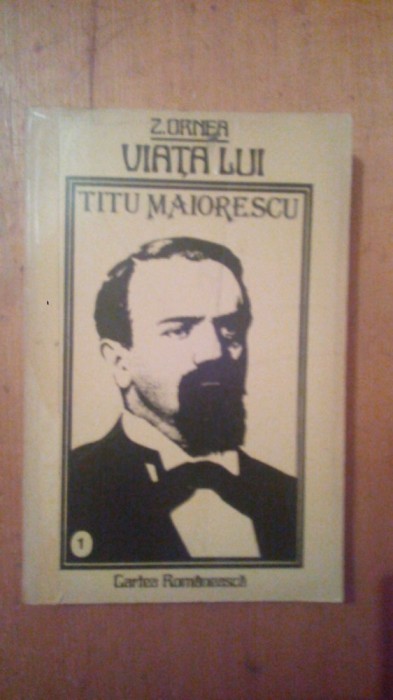 Z. ORNEA
VIAȚA LUI
TITU MAIORESCU
1
Cartea Românească